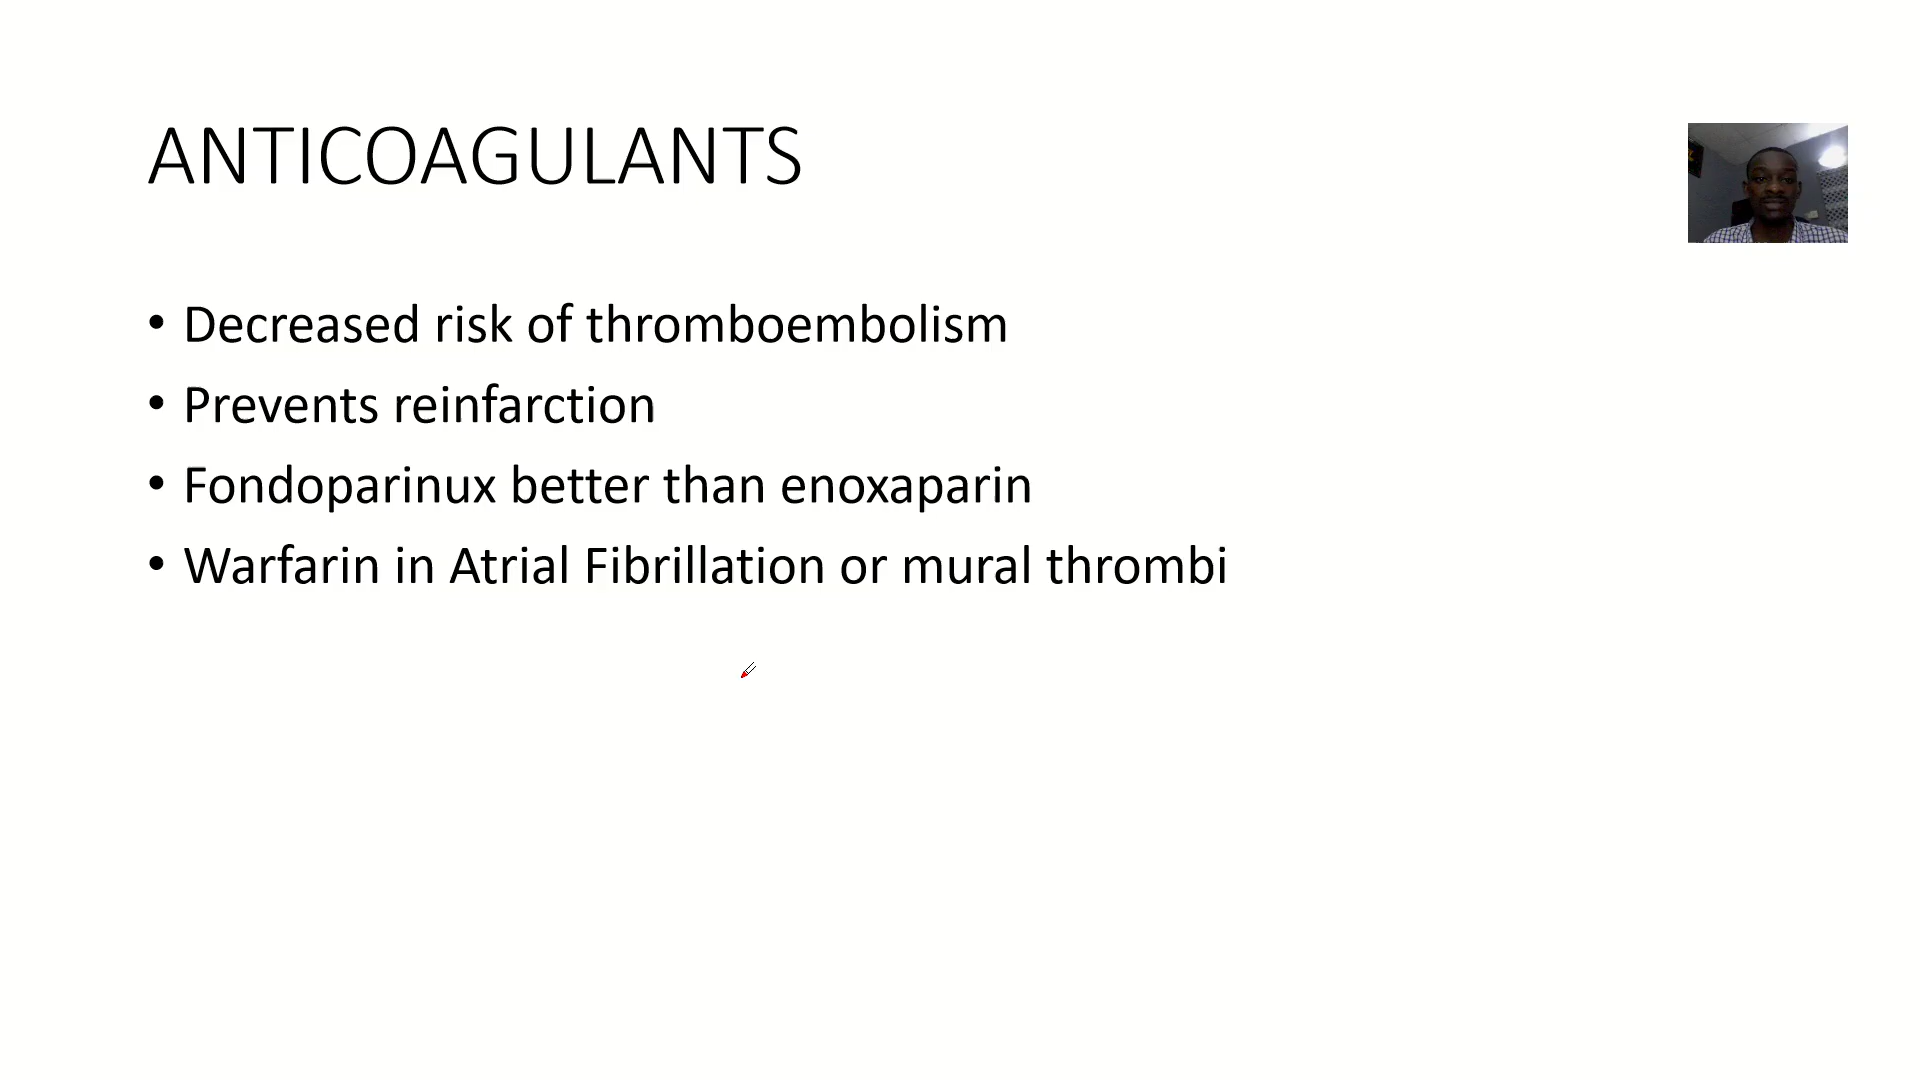 ANTICOAGULANTS
• Decreased risk of thromboembolism
• Prevents reinfarction
• Fondoparinux better than enoxaparin
• Warfarin in Atrial Fibrillation or mural thrombi